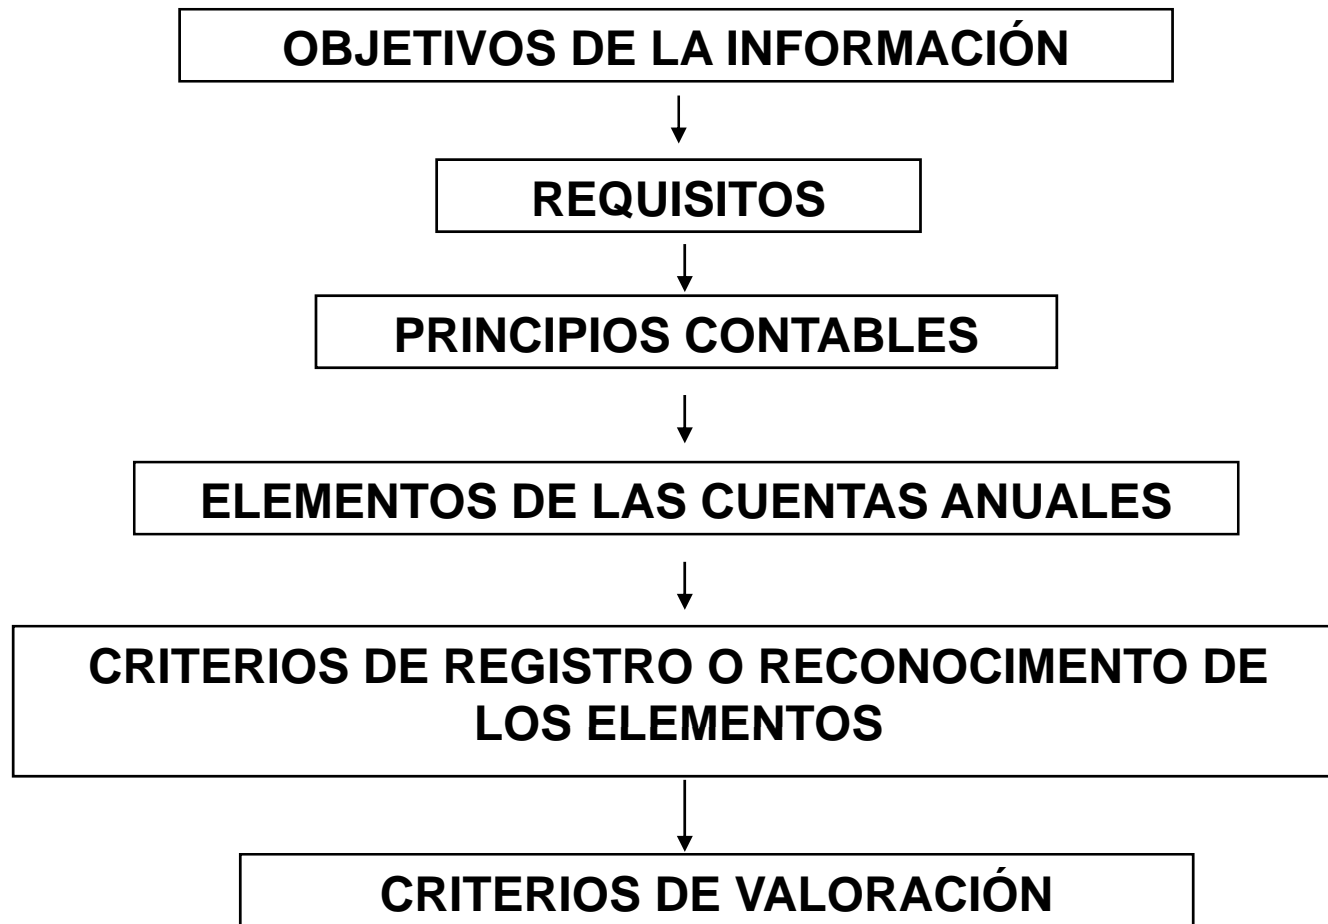 OBJETIVOS DE LA INFORMACIÓN
REQUISITOS
PRINCIPIOS CONTABLES
ELEMENTOS DE LAS CUENTAS ANUALES
CRITERIOS DE REGISTRO O RECONOCIMENTO DE
LOS ELEMENTOS
CRITERIOS DE VALORACIÓN